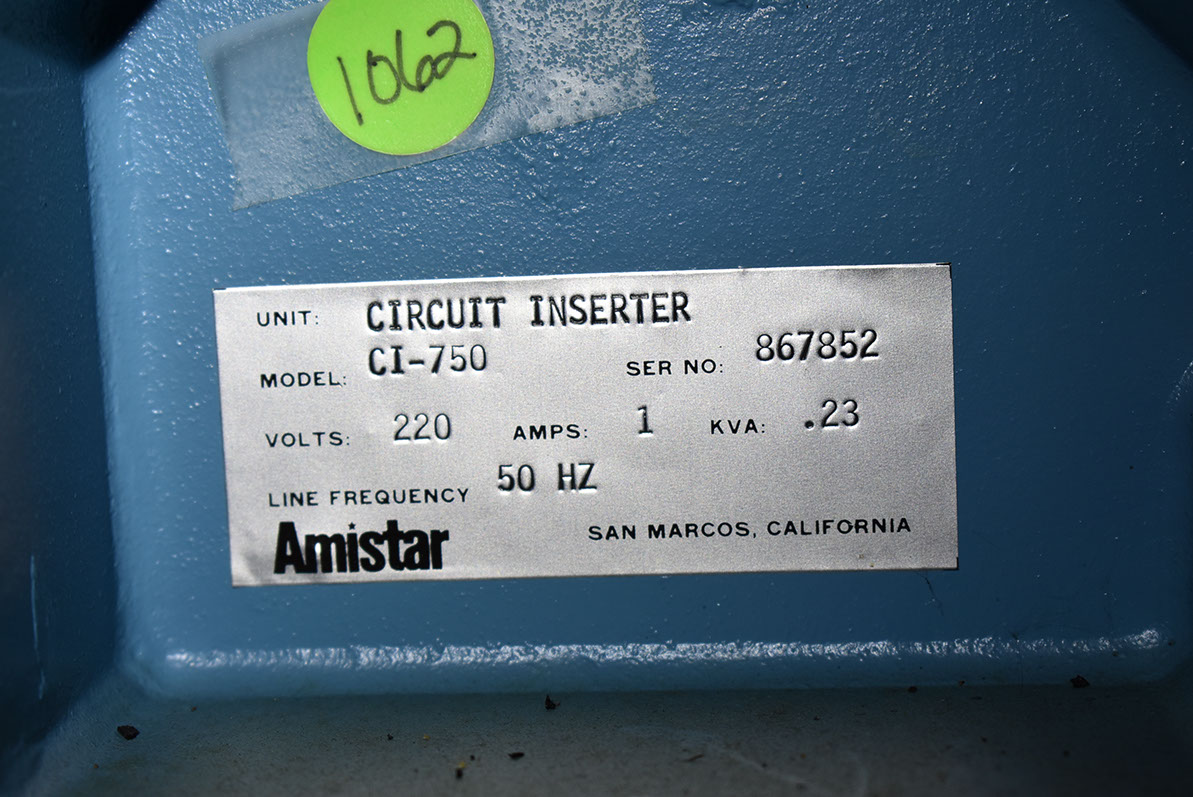 1062
UNIT: CIRCUIT INSERTER
MODEL: CI-750 SER NO: 867852
VOLTS: 220 AMPS: 1 KVA: .23
LINE FREQUENCY 50 HZ
Amistar SAN MARCOS, CALIFORNIA